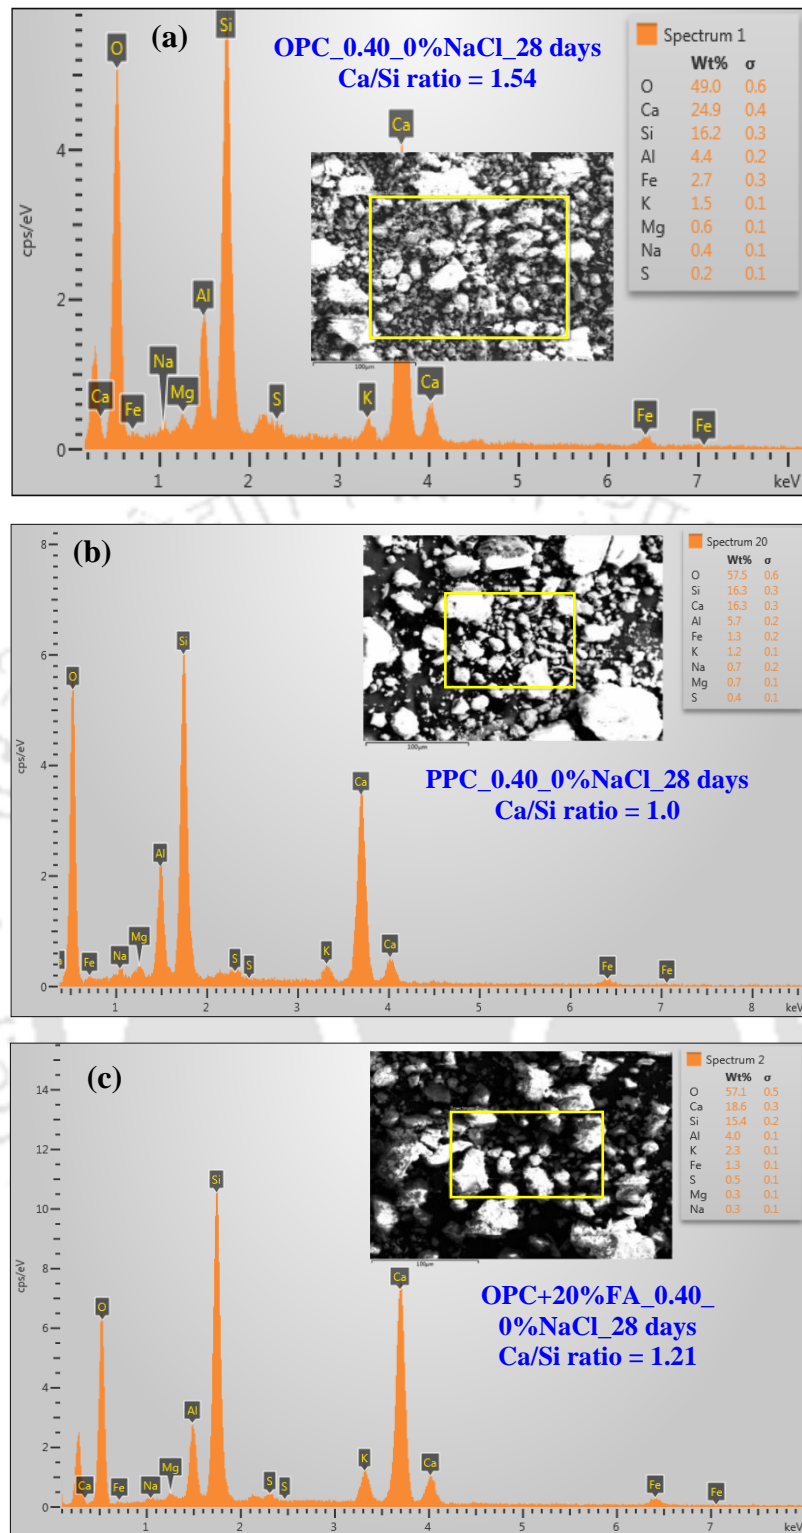 (a)
OPC_0.40_0%NaCl_28 days
Ca/Si ratio = 1.54
Spectrum 1
Wt% σ
O 49.0 0.6
Ca 24.9 0.4
Si 16.2 0.3
Al 4.4 0.2
Fe 2.7 0.3
K 1.5 0.1
Mg 0.6 0.1
Na 0.4 0.1
S 0.2 0.1
cps/eV
4
2
0
Ca O Fe Na Mg Al Si S K Ca Ca Fe Fe
100µm
1 2 3 4 5 6 7 keV
(b)
Spectrum 20
Wt% σ
O 57.5 0.6
Si 16.3 0.3
Ca 16.3 0.3
Al 5.7 0.2
Fe 1.3 0.2
K 1.2 0.1
Na 0.7 0.2
Mg 0.7 0.1
S 0.4 0.1
100µm
PPC_0.40_0%NaCl_28 days
Ca/Si ratio = 1.0
cps/eV
8
6
4
2
0
O Fe Na Mg Al Si S S K Ca Ca Fe Fe
1 2 3 4 5 6 7 8 keV
(c)
Spectrum 2
Wt% σ
O 57.1 0.5
Ca 18.6 0.3
Si 15.4 0.2
Al 4.0 0.1
K 2.3 0.1
Fe 1.3 0.1
S 0.5 0.1
Mg 0.3 0.1
Na 0.3 0.1
100µm
OPC+20%FA_0.40_
0%NaCl_28 days
Ca/Si ratio = 1.21
cps/eV
14
12
10
8
6
4
2
0
Ca O Fe Na Mg Al Si S S K Ca Ca Fe Fe
1 2 3 4 5 6 7 keV